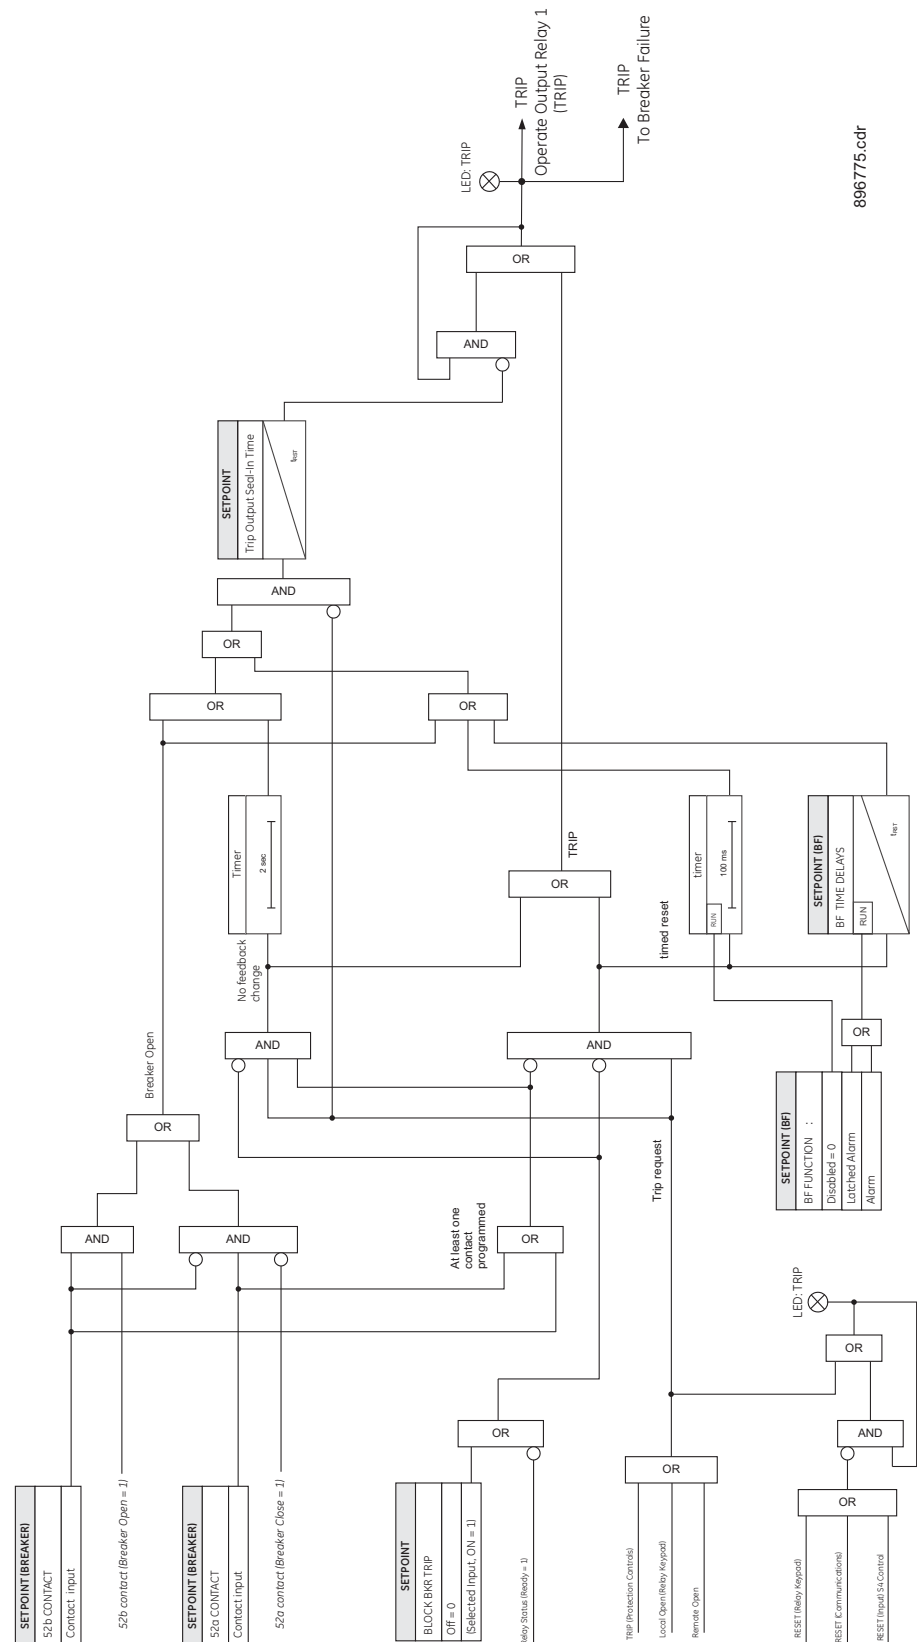 TRIP
Operate Output Relay 1
(TRIP)
TRIP
To Breaker Failure
LED: TRIP
896775.cdr
OR
AND
SETPOINT
Trip Output Seal-In Time
tRST
AND
OR
OR
OR
Timer
2 sec
timer
RUN
100 ms
SETPOINT (BF)
BF TIME DELAYS
RUN
tRST
TRIP
OR
No feedback
change
timed reset
AND
AND
OR
Breaker Open
OR
SETPOINT (BF)
BF FUNCTION :
Disabled = 0
Latched Alarm
Alarm
Trip request
At least one
contact
programmed
AND
AND
OR
LED: TRIP
OR
AND
OR
OR
OR
SETPOINT (BREAKER)
52b CONTACT
Contact input
52b contact (Breaker Open = 1)
SETPOINT (BREAKER)
52a CONTACT
Contact input
52a contact (Breaker Close = 1)
SETPOINT
BLOCK BKR TRIP
Off = 0
(Selected Input, ON = 1)
Relay Status (Ready = 1)
TRIP (Protection Controls)
Local Open (Relay Keypad)
Remote Open
RESET (Relay Keypad)
RESET (Communications)
RESET (Input) S4 Control